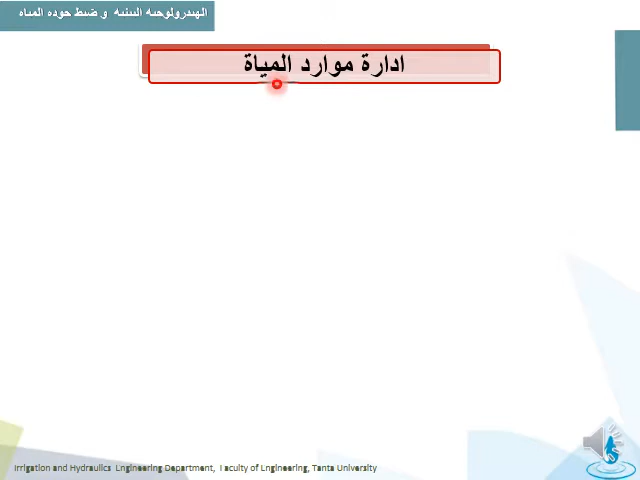 الهيدرولوجيه البيئيه و ضبط جوده المياه
ادارة موارد المياة
Irrigation and Hydraulics Engineering Department, Faculty of Engineering, Tanta University